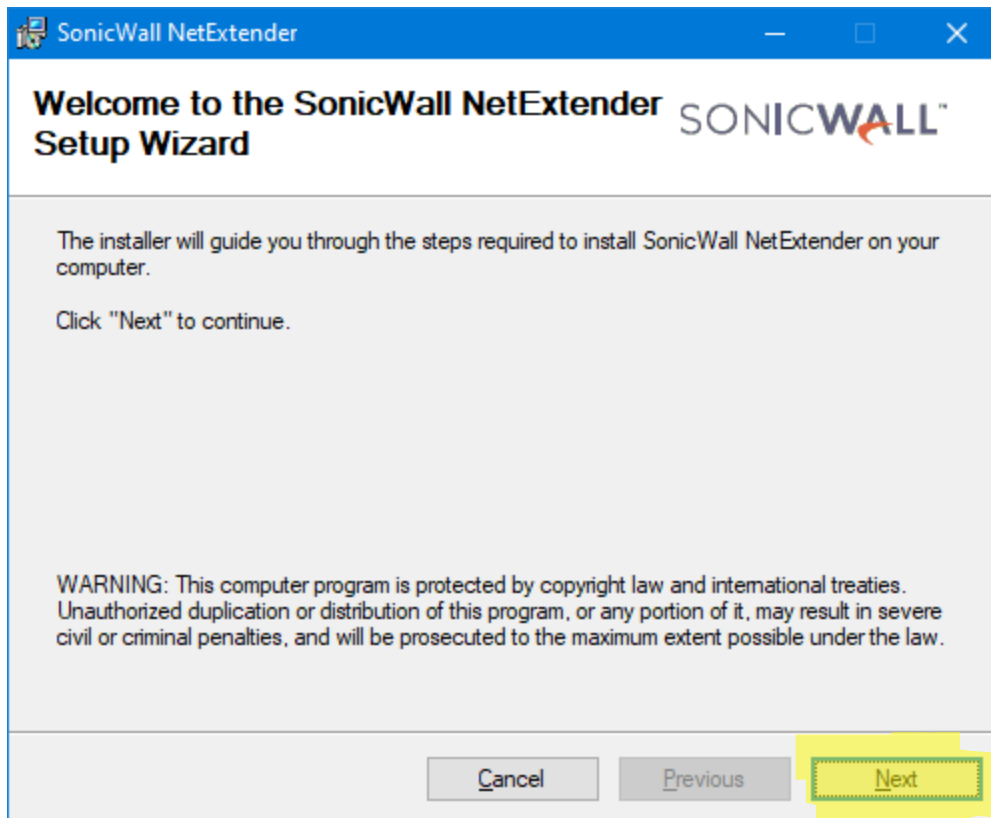 SonicWall NetExtender
Welcome to the SonicWall NetExtender
Setup Wizard
SONICWALL™
The installer will guide you through the steps required to install SonicWall NetExtender on your
computer.
Click "Next" to continue.
WARNING: This computer program is protected by copyright law and international treaties.
Unauthorized duplication or distribution of this program, or any portion of it, may result in severe
civil or criminal penalties, and will be prosecuted to the maximum extent possible under the law.
Cancel
Previous
Next